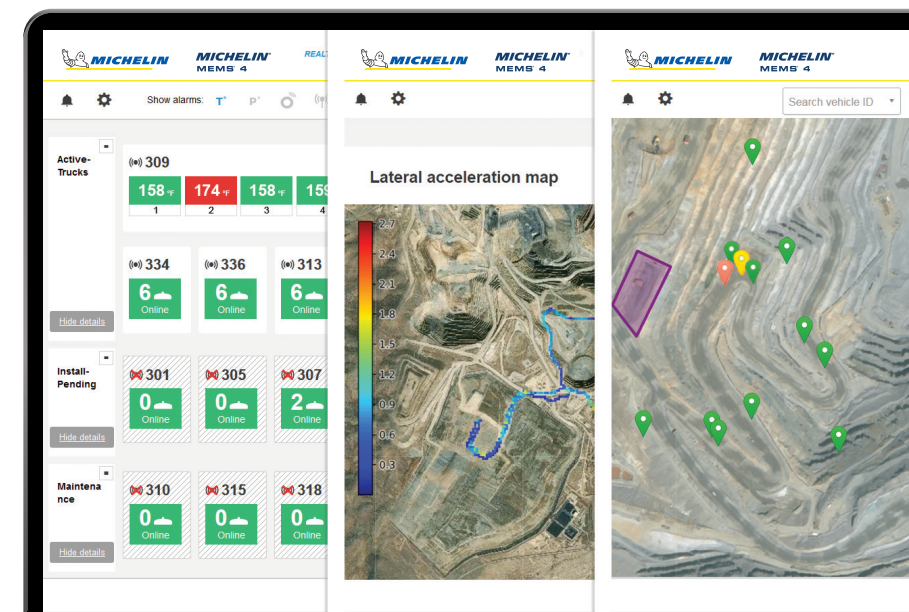 MICHELIN
MICHELIN®
MEMS® 4
Show alarms: T° P°
Active-
Trucks
Hide details
309
158 °F 174 °F 158 °F 159
1 2 3 4
334 336 313
6 6 6
Online Online Online
Install-
Pending
Hide details
301 305 307
0 0 2
Online Online Online
Maintena
nce
Hide details
310 315 318
0 0 0
Online Online Online
MICHELIN
MICHELIN®
MEMS® 4
Lateral acceleration map
2.7
2.4
2.1
1.8
1.5
1.2
0.9
0.6
0.3
MICHELIN
MICHELIN®
MEMS® 4
Search vehicle ID